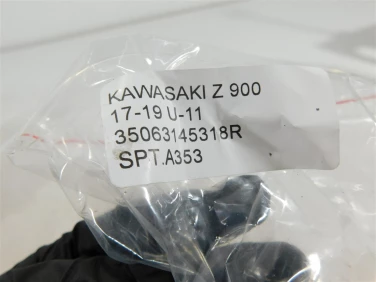 KAWASAKI Z 900
17-19 U-11
35063145318R
SPT.A353